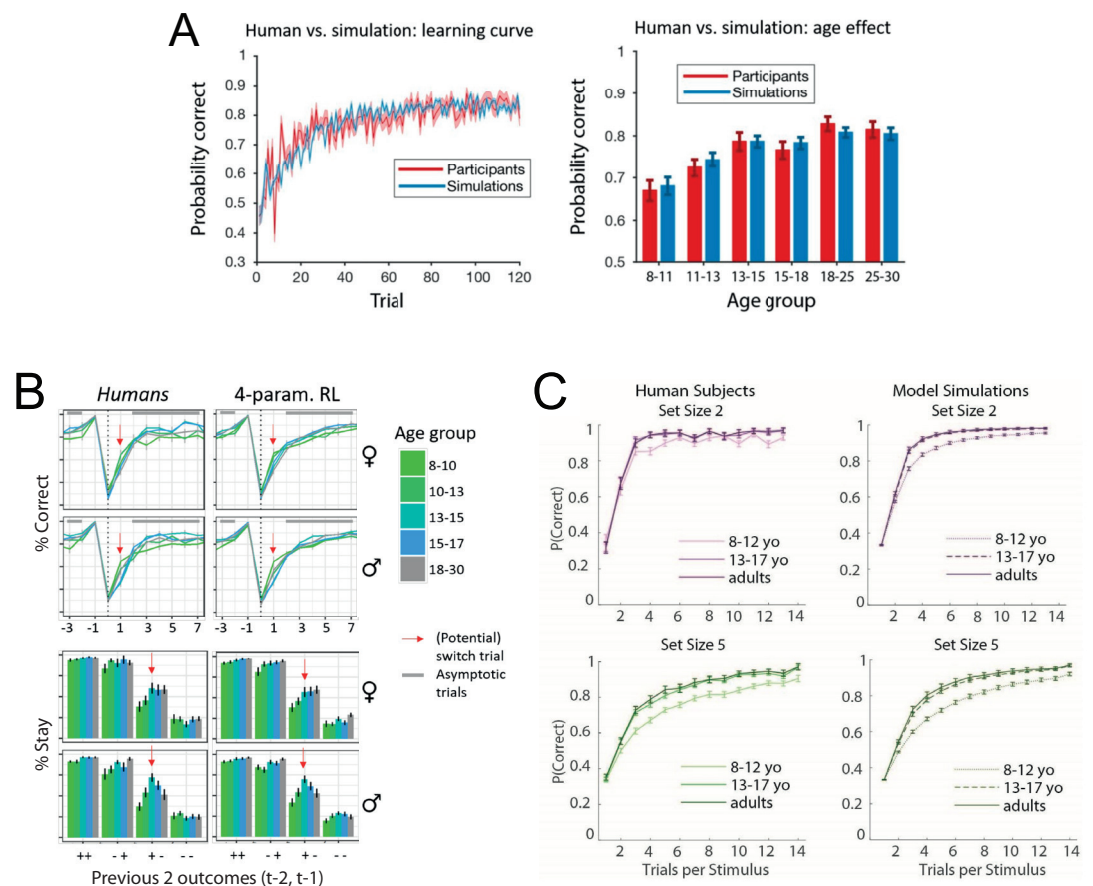 A
Human vs. simulation: learning curve
Probability correct
1
0.9
0.8
0.7
0.6
0.5
0.4
0.3
0 20 40 60 80 100 120
Trial
Participants
Simulations
Human vs. simulation: age effect
Probability correct
1
0.9
0.8
0.7
0.6
0.5
Participants
Simulations
8-11 11-13 13-15 15-18 18-25 25-30
Age group
B
Humans 4-param. RL
% Correct
♀
♂
-3 -1 1 3 5 7 -3 -1 1 3 5 7
% Stay
♀
♂
++ - + + - - - ++ - + + - - -
Previous 2 outcomes (t-2, t-1)
Age group
8-10
10-13
13-15
15-17
18-30
(Potential)
switch trial
Asymptotic
trials
C
Human Subjects
Set Size 2
P(Correct)
1
0.8
0.6
0.4
0.2
0
8-12 yo
13-17 yo
adults
2 4 6 8 10 12 14
Model Simulations
Set Size 2
1
0.8
0.6
0.4
0.2
0
8-12 yo
13-17 yo
adults
2 4 6 8 10 12 14
Set Size 5
P(Correct)
1
0.8
0.6
0.4
0.2
0
8-12 yo
13-17 yo
adults
2 4 6 8 10 12 14
Trials per Stimulus
Set Size 5
1
0.8
0.6
0.4
0.2
0
8-12 yo
13-17 yo
adults
2 4 6 8 10 12 14
Trials per Stimulus